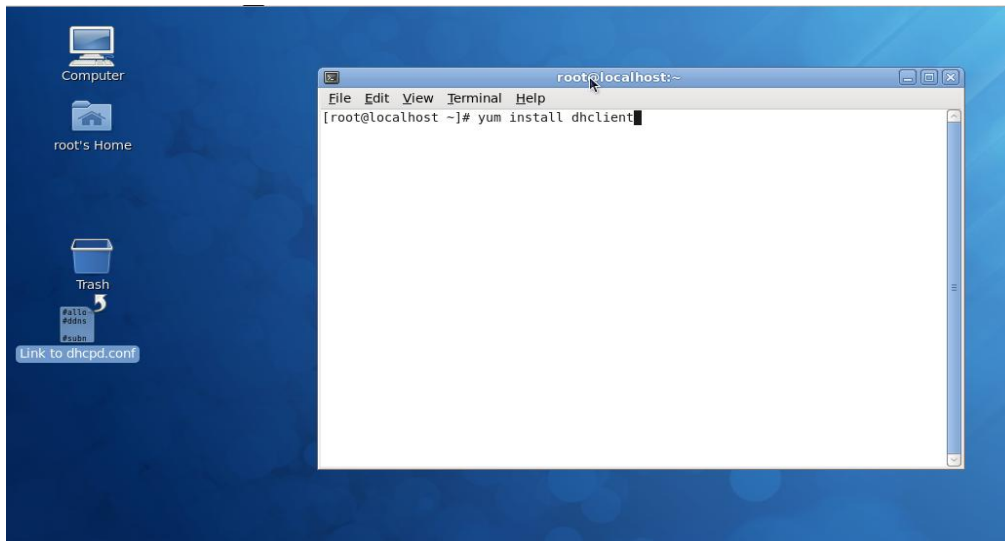 Computer
root's Home
Trash
#allo
#ddns
#subn
Link to dhcpd.conf
root@localhost:~
File Edit View Terminal Help
[root@localhost ~]# yum install dhclient